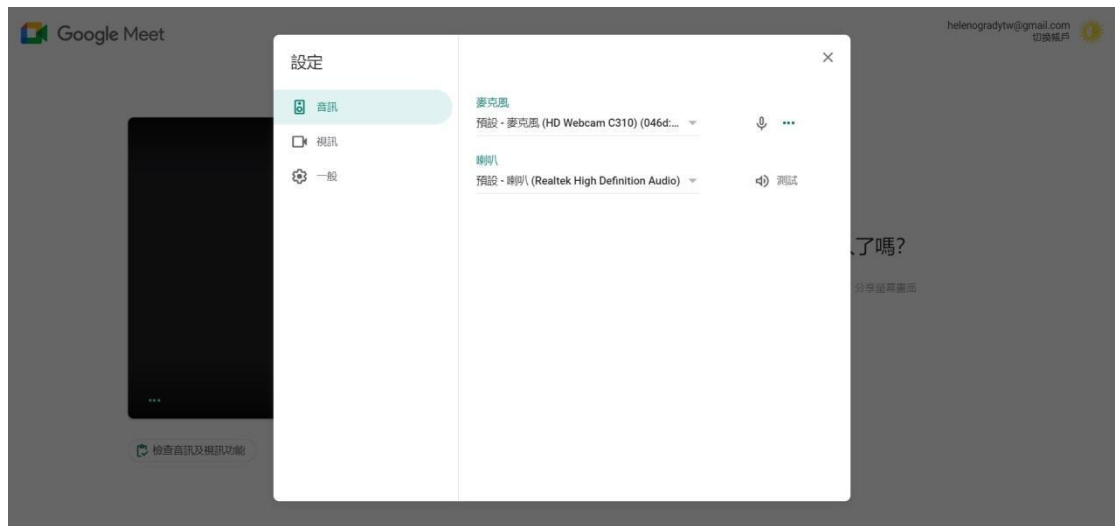 Google Meet
helenogradytw@gmail.com
切換帳戶
設定
音訊
視訊
一般
麥克風
預設 - 麥克風 (HD Webcam C310) (046d:...
喇叭
預設 - 喇叭 (Realtek High Definition Audio)
測試
了嗎?
分享螢幕畫面
檢查音訊及視訊功能